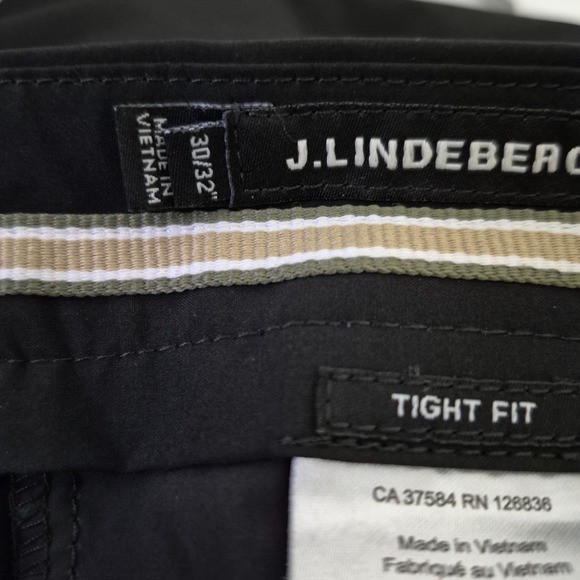 MADE IN
VIETNAM
30/32"
J.LINDEBERG
TIGHT FIT
CA 37584 RN 128836
Made in Vietnam
Fabriqué au Vietnam